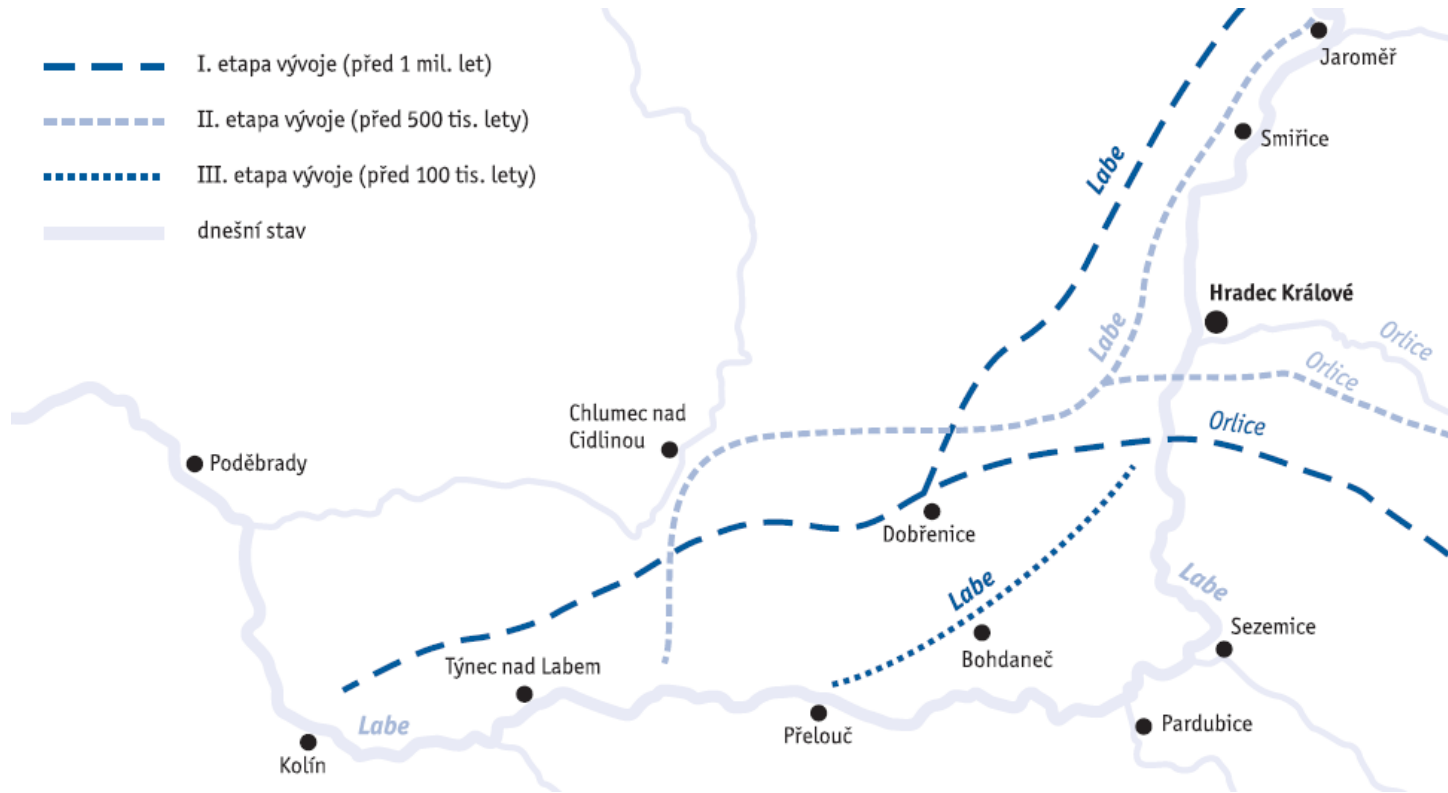 I. etapa vývoje (před 1 mil. let)
II. etapa vývoje (před 500 tis. lety)
III. etapa vývoje (před 100 tis. lety)
dnešní stav
Jaroměř
Smiřice
Labe
Hradec Králové
Labe
Orlice
Orlice
Chlumec nad
Cidlinou
Orlice
Poděbrady
Dobřenice
Labe
Labe
Sezemice
Bohdaneč
Týnec nad Labem
Labe
Přelouč
Pardubice
Kolín